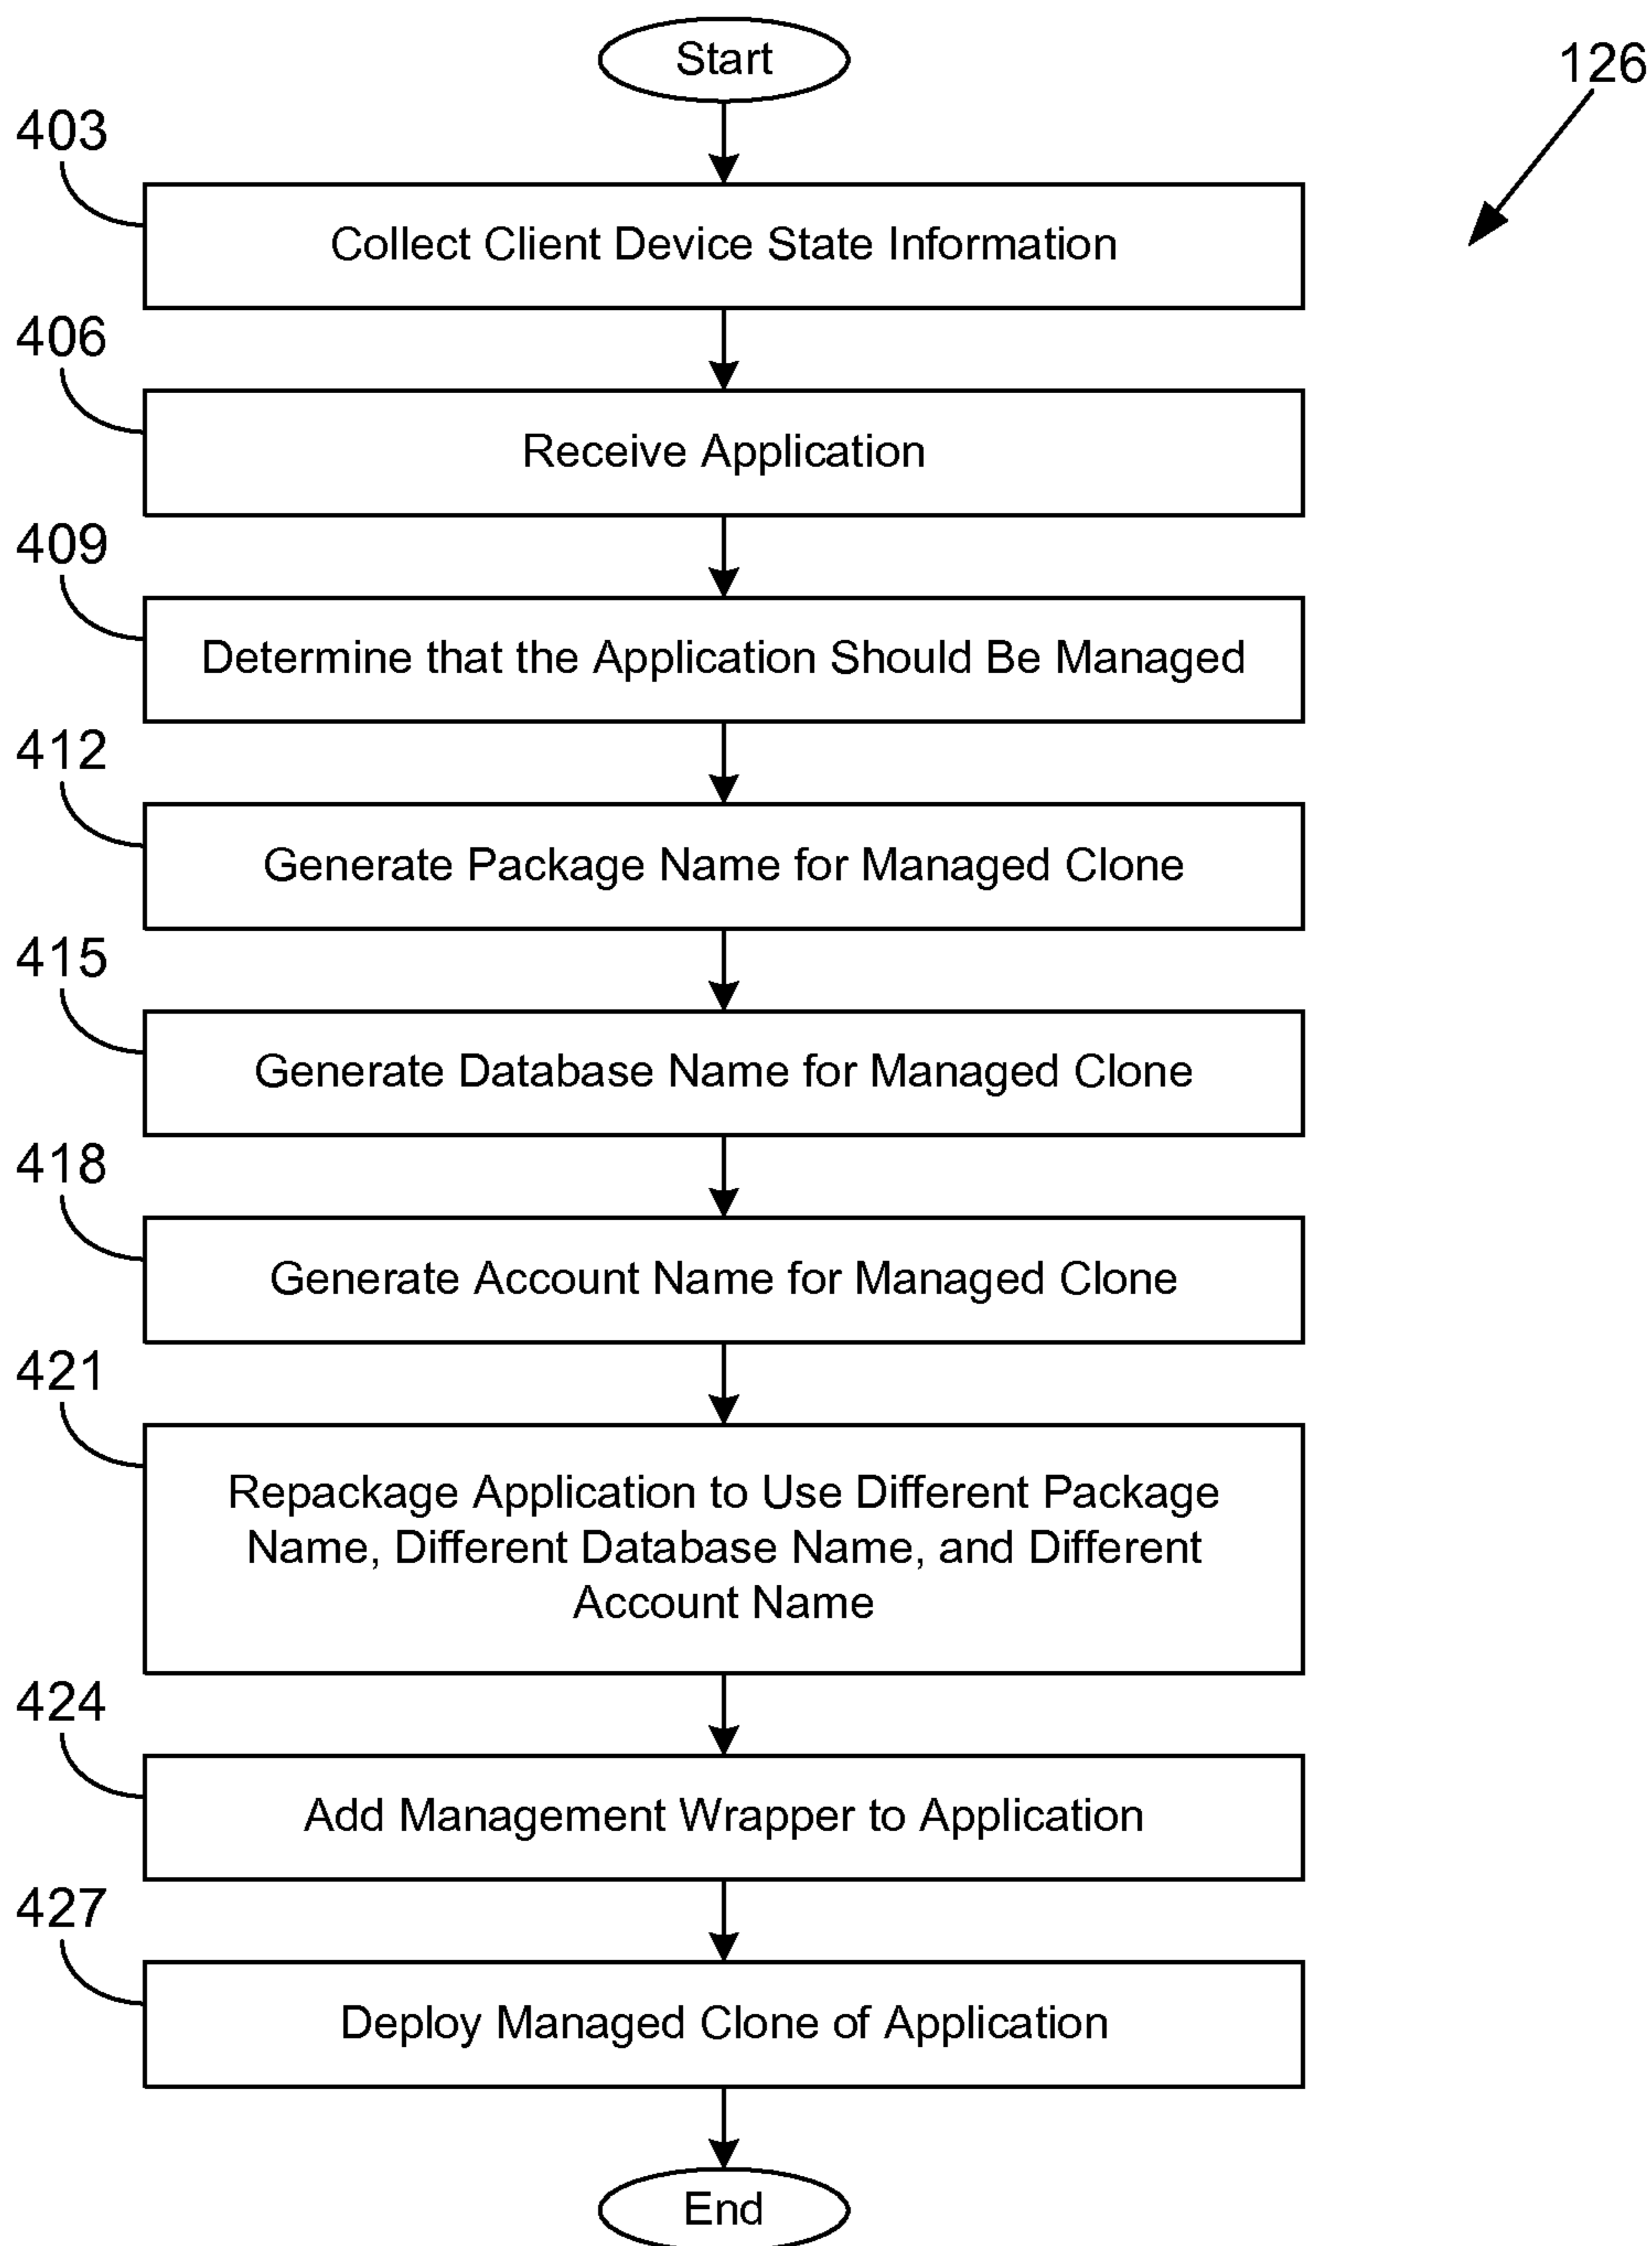 Start
126
403
Collect Client Device State Information
406
Receive Application
409
Determine that the Application Should Be Managed
412
Generate Package Name for Managed Clone
415
Generate Database Name for Managed Clone
418
Generate Account Name for Managed Clone
421
Repackage Application to Use Different Package
Name, Different Database Name, and Different
Account Name
424
Add Management Wrapper to Application
427
Deploy Managed Clone of Application
End